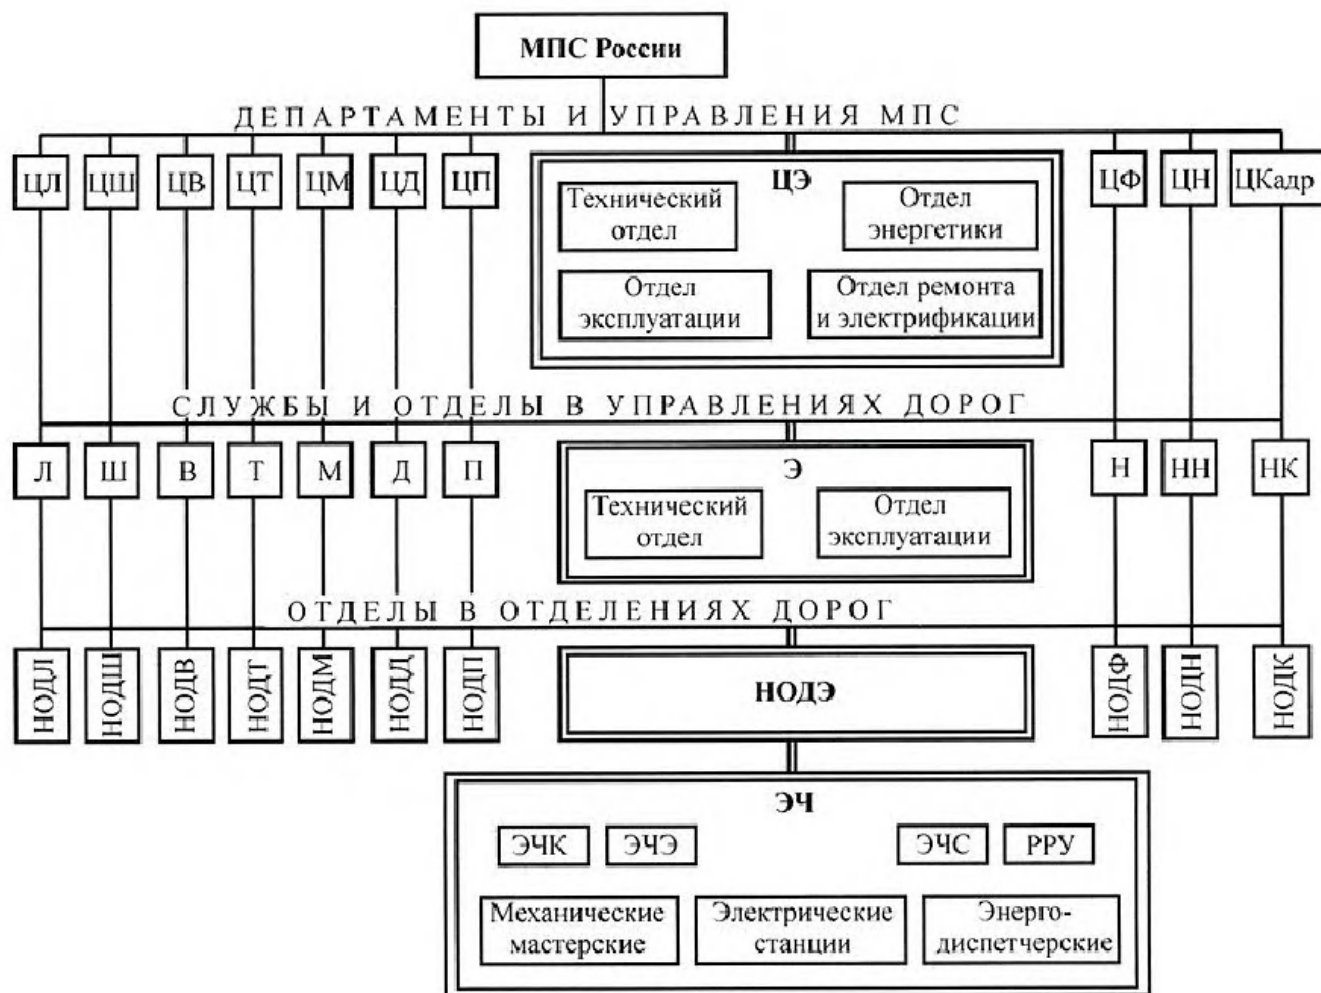 МПС России
ДЕПАРТАМЕНТЫ И УПРАВЛЕНИЯ МПС
ЦЛ ЦШ ЦВ ЦТ ЦМ ЦД ЦП ЦЭ ЦФ ЦН ЦКадр
Технический
отдел
Отдел
энергетики
Отдел
эксплуатации
Отдел ремонта
и электрификации
СЛУЖБЫ И ОТДЕЛЫ В УПРАВЛЕНИЯХ ДОРОГ
Л Ш В Т М Д П Э Н НН НК
Технический
отдел
Отдел
эксплуатации
ОТДЕЛЫ В ОТДЕЛЕНИЯХ ДОРОГ
НОДЛ НОДШ НОДВ НОДТ НОДМ НОДД НОДП НОДЭ НОДФ НОДН НОДК
ЭЧ
ЭЧК ЭЧЭ ЭЧС РРУ
Механические
мастерские
Электрические
станции
Энерго-
диспетчерские